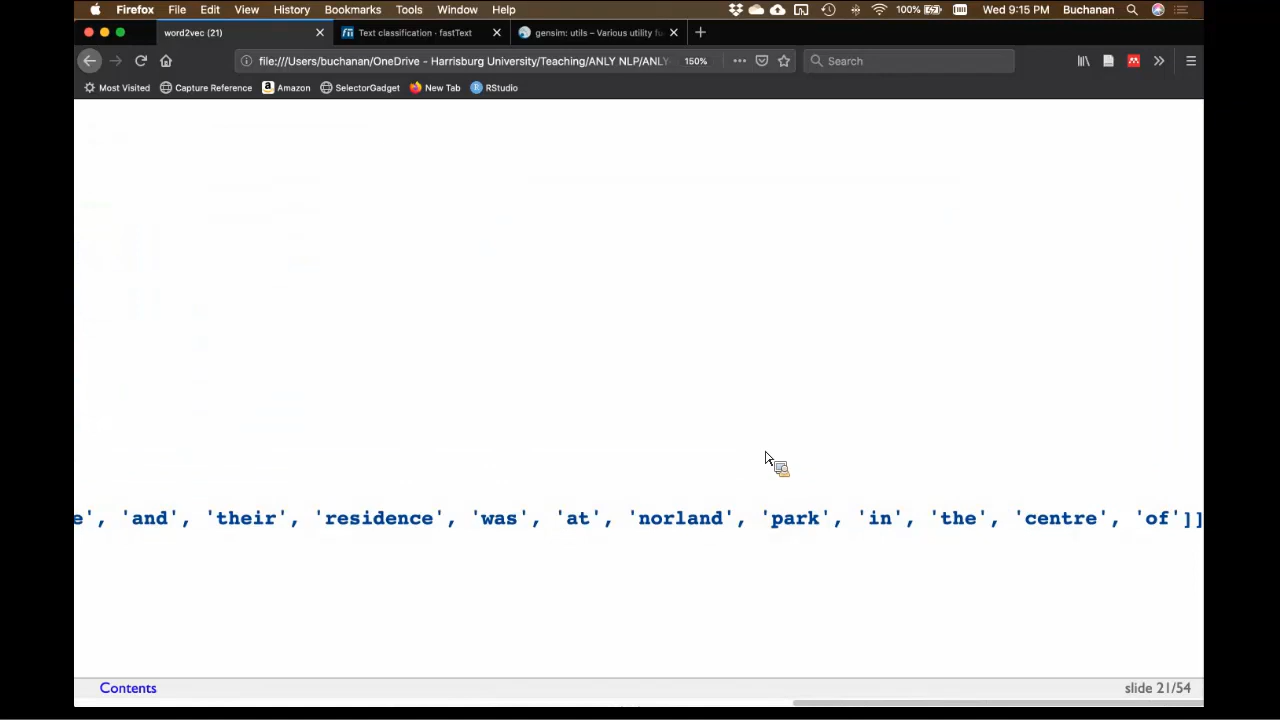 Firefox File Edit View History Bookmarks Tools Window Help 100% Wed 9:15 PM Buchanan
word2vec (21) Text classification · fastText gensim: utils – Various utility fu
file:///Users/buchanan/OneDrive - Harrisburg University/Teaching/ANLY NLP/ANLY 150% Search
Most Visited Capture Reference Amazon SelectorGadget New Tab RStudio
e', 'and', 'their', 'residence', 'was', 'at', 'norland', 'park', 'in', 'the', 'centre', 'of']]
Contents slide 21/54